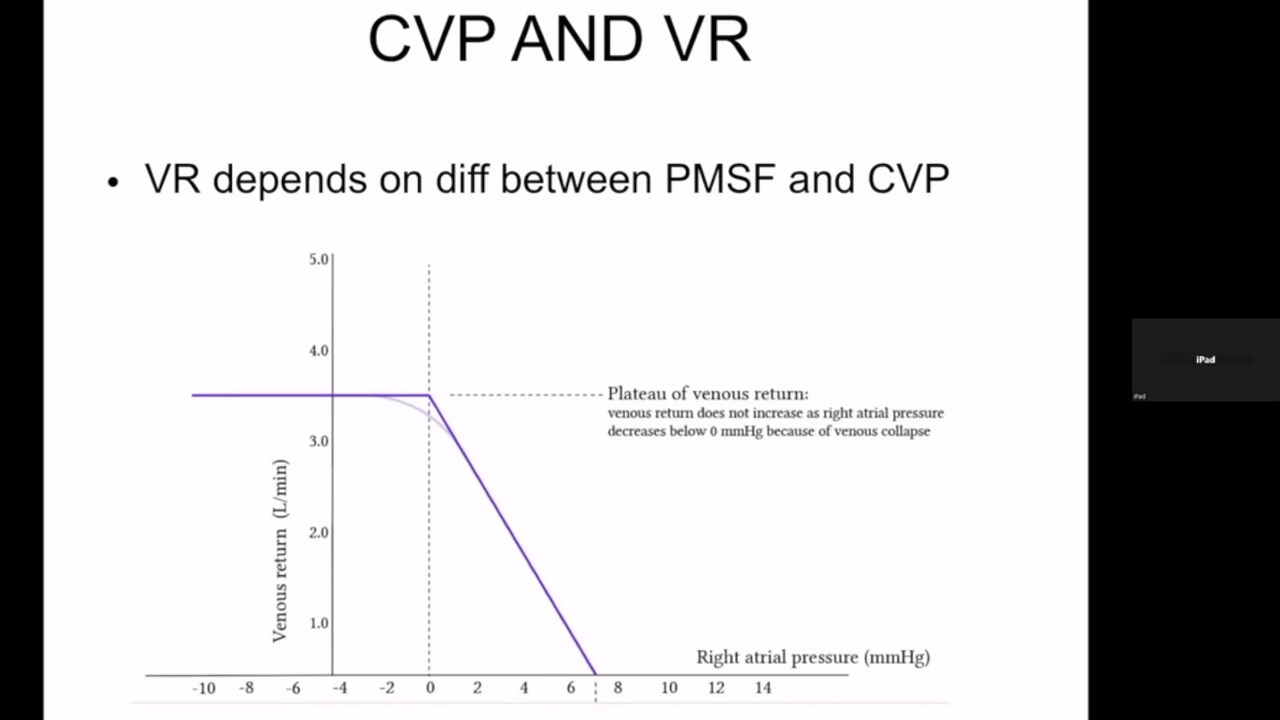 CVP AND VR
• VR depends on diff between PMSF and CVP
5.0
4.0
3.0
2.0
1.0
Venous return (L/min)
Plateau of venous return:
venous return does not increase as right atrial pressure
decreases below 0 mmHg because of venous collapse
Right atrial pressure (mmHg)
-10 -8 -6 -4 -2 0 2 4 6 8 10 12 14
iPad
iPad